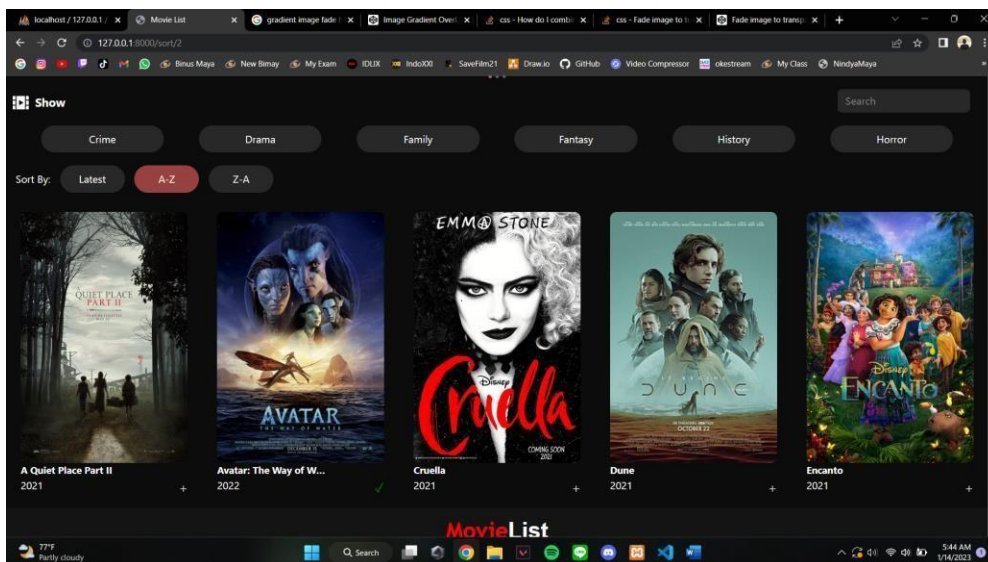 localhost / 127.0.0.1 /
Movie List
gradient image fade t
Image Gradient Overl
css - How do I combi
css - Fade image to t
Fade image to transp
127.0.0.1:8000/sort/2
Binus Maya
New Bimay
My Exam
IDLIX
IndoXXI
SaveFilm21
Draw.io
GitHub
Video Compressor
okestream
My Class
NindyaMaya
Show
Search
Crime
Drama
Family
Fantasy
History
Horror
Sort By:
Latest
A-Z
Z-A
A QUIET PLACE
PART II
AVATAR
THE WAY OF WATER
EMMA STONE
Disney
Cruella
COMING SOON
2021
DUNE
OCTOBER 22
Disney
ENCANTO
A Quiet Place Part II
2021
+
Avatar: The Way of W...
2022
✓
Cruella
2021
+
Dune
2021
+
Encanto
2021
+
MovieList
77°F
Partly cloudy
Search
5:44 AM
1/14/2023